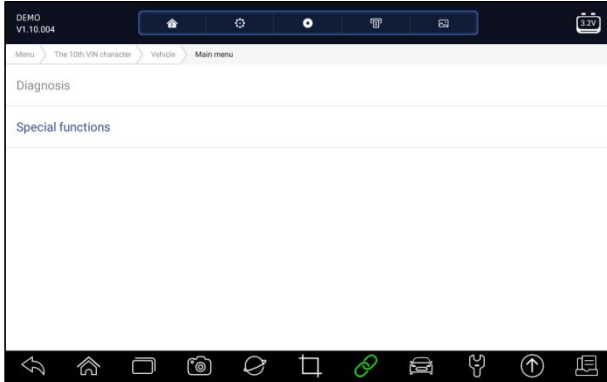 DEMO
V1.10.004
3.2V
Menu The 10th VIN character Vehicle Main menu
Diagnosis
Special functions